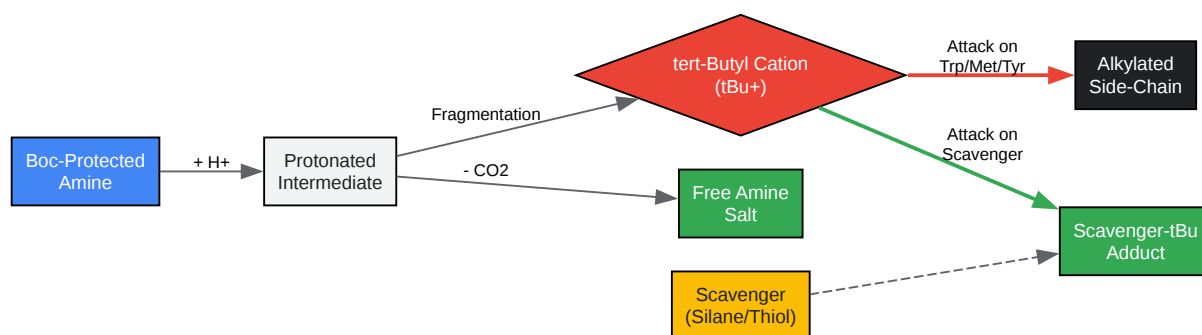 Boc-Protected
Amine
+ H+
Protonated
Intermediate
Fragmentation
- CO2
tert-Butyl Cation
(tBu+)
Free Amine
Salt
Scavenger
(Silane/Thiol)
Attack on
Trp/Met/Tyr
Attack on
Scavenger
Alkylated
Side-Chain
Scavenger-tBu
Adduct